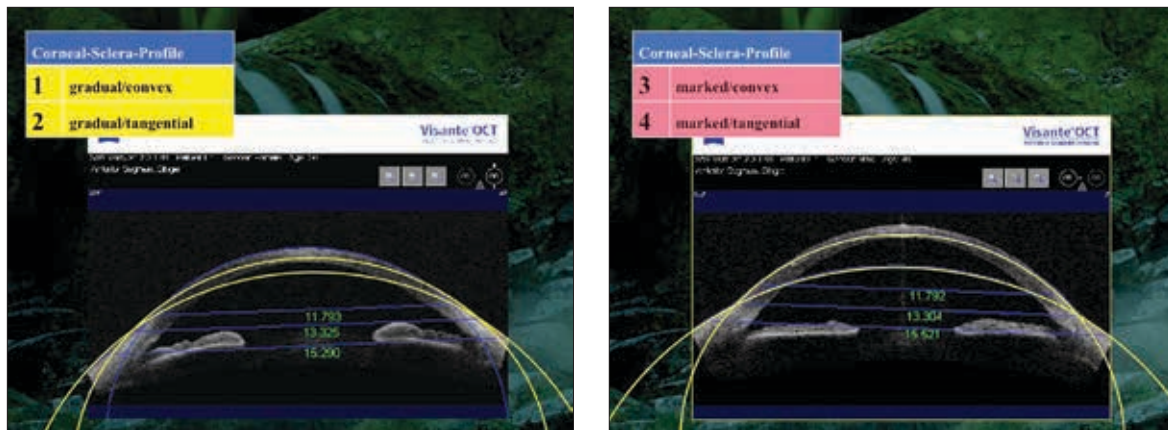 Corneal-Sclera-Profile
1 gradual/convex
2 gradual/tangential
Visante OCT
11.793
13.325
15.290
Corneal-Sclera-Profile
3 marked/convex
4 marked/tangential
Visante OCT
11.792
13.304
15.521